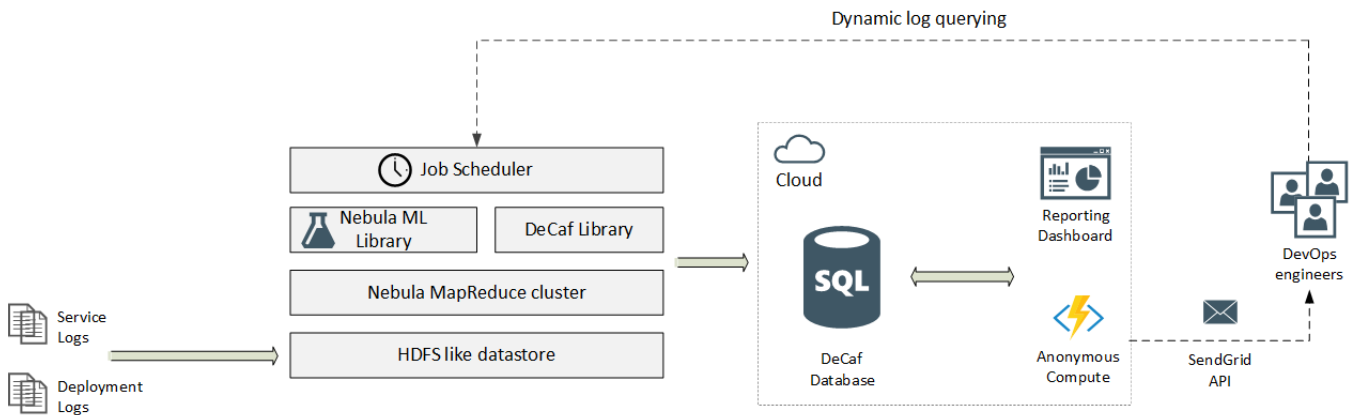 Dynamic log querying
Job Scheduler
Nebula ML
Library
DeCaf Library
Nebula MapReduce cluster
HDFS like datastore
Service
Logs
Deployment
Logs
Cloud
SQL
DeCaf
Database
Reporting
Dashboard
Anonymous
Compute
SendGrid
API
DevOps
engineers